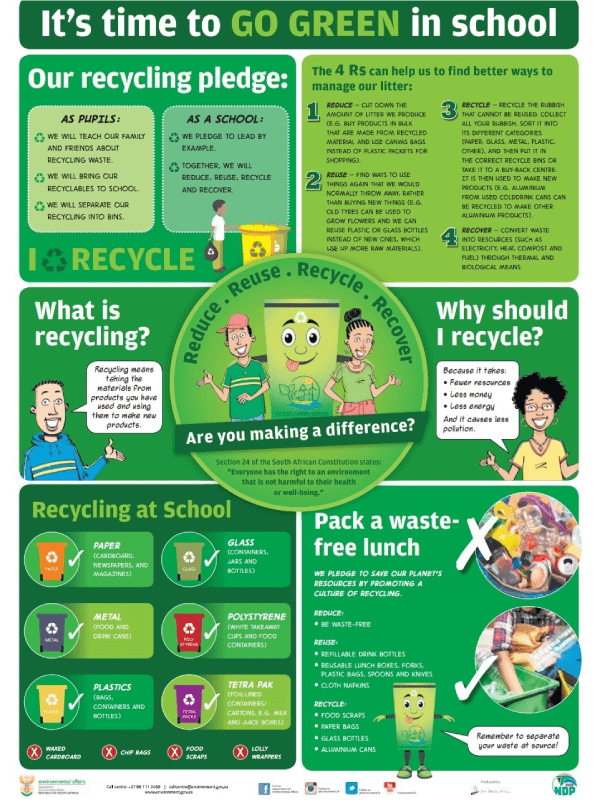 It's time to GO GREEN in school
Our recycling pledge:
AS PUPILS:
WE WILL TEACH OUR FAMILY
AND FRIENDS ABOUT
RECYCLING WASTE.
WE WILL BRING OUR
RECYCLABLES TO SCHOOL.
WE WILL SEPARATE OUR
RECYCLING INTO BINS.
AS A SCHOOL:
WE PLEDGE TO LEAD BY
EXAMPLE.
TOGETHER, WE WILL
REDUCE, REUSE, RECYCLE
AND RECOVER.
I RECYCLE
The 4 Rs can help us to find better ways to
manage our litter:
1 REDUCE – CUT DOWN THE
AMOUNT OF LITTER WE PRODUCE
(E.G. BUY PRODUCTS IN BULK
THAT ARE MADE FROM RECYCLED
MATERIAL AND USE CANVAS BAGS
INSTEAD OF PLASTIC PACKETS FOR
SHOPPING).
2 REUSE – FIND WAYS TO USE
THINGS AGAIN THAT WE WOULD
NORMALLY THROW AWAY, RATHER
THAN BUYING NEW THINGS (E.G.
OLD TYRES CAN BE USED TO
GROW FLOWERS AND WE CAN
REUSE PLASTIC OR GLASS BOTTLES
INSTEAD OF NEW ONES, WHICH
USE UP MORE RAW MATERIALS).
3 RECYCLE – RECYCLE THE RUBBISH
THAT CANNOT BE REUSED. COLLECT
ALL YOUR RUBBISH, SORT IT INTO
ITS DIFFERENT CATEGORIES
(PAPER, GLASS, METAL, PLASTIC,
OTHER), AND THEN PUT IT IN
THE CORRECT RECYCLE BINS OR
TAKE IT TO A BUY-BACK CENTRE.
IT IS THEN USED TO MAKE NEW
PRODUCTS (E.G. ALUMINIUM
FROM USED COLDDRINK CANS CAN
BE RECYCLED TO MAKE OTHER
ALUMINIUM PRODUCTS).
4 RECOVER – CONVERT WASTE
INTO RESOURCES (SUCH AS
ELECTRICITY, HEAT, COMPOST AND
FUEL) THROUGH THERMAL AND
BIOLOGICAL MEANS.
What is
recycling?
Recycling means
taking the
materials from
products you have
used and using
them to make new
products.
Reduce . Reuse . Recycle . Recover
Are you making a difference?
Section 24 of the South African Constitution states:
"Everyone has the right to an environment
that is not harmful to their health
or well-being."
Why should
I recycle?
Because it takes:
• Fewer resources
• Less money
• Less energy
And it causes less
pollution.
Recycling at School
PAPER
PAPER
(CARDBOARD,
NEWSPAPERS, AND
MAGAZINES)
GLASS
GLASS
(CONTAINERS,
JARS AND
BOTTLES)
METAL
METAL
(FOOD AND
DRINK CANS)
POLY
STYRENE
POLYSTYRENE
(WHITE TAKEAWAY
CUPS AND FOOD
CONTAINERS)
PLASTICS
(BAGS,
CONTAINERS AND
BOTTLES)
TETRA
PACKS
TETRA PAK
(FOIL-LINED
CONTAINERS/
CARTONS, E.G. MILK
AND JUICE BOXES)
X WAXED
CARDBOARD
X CHIP BAGS
X FOOD
SCRAPS
X LOLLY
WRAPPERS
Pack a waste-
free lunch
WE PLEDGE TO SAVE OUR PLANET'S
RESOURCES BY PROMOTING A
CULTURE OF RECYCLING.
REDUCE:
• BE WASTE-FREE
REUSE:
• REFILLABLE DRINK BOTTLES
• REUSABLE LUNCH BOXES, FORKS,
PLASTIC BAGS, SPOONS AND KNIVES
• CLOTH NAPKINS
RECYCLE:
• FOOD SCRAPS
• PAPER BAGS
• GLASS BOTTLES
• ALUMINIUM CANS
Remember to separate
your waste at source!
environmental affairs
NDP